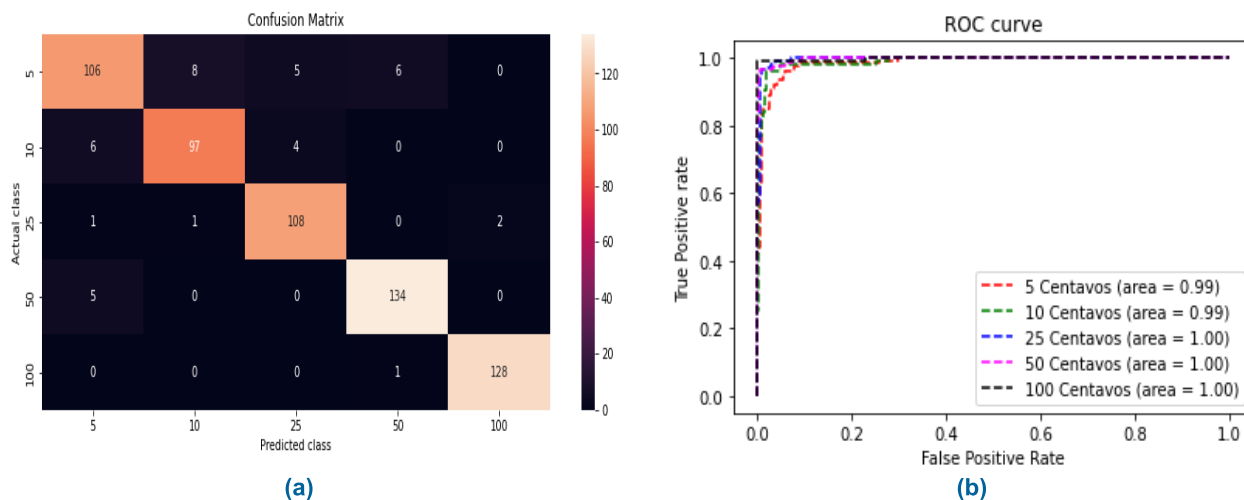 Confusion Matrix
Actual class
5
10
25
50
100
106 8 5 6 0
6 97 4 0 0
1 1 108 0 2
5 0 0 134 0
0 0 0 1 128
5 10 25 50 100
Predicted class
120
100
80
60
40
20
0
(a)
ROC curve
True Positive rate
1.0
0.8
0.6
0.4
0.2
0.0
5 Centavos (area = 0.99)
10 Centavos (area = 0.99)
25 Centavos (area = 1.00)
50 Centavos (area = 1.00)
100 Centavos (area = 1.00)
0.0 0.2 0.4 0.6 0.8 1.0
False Positive Rate
(b)